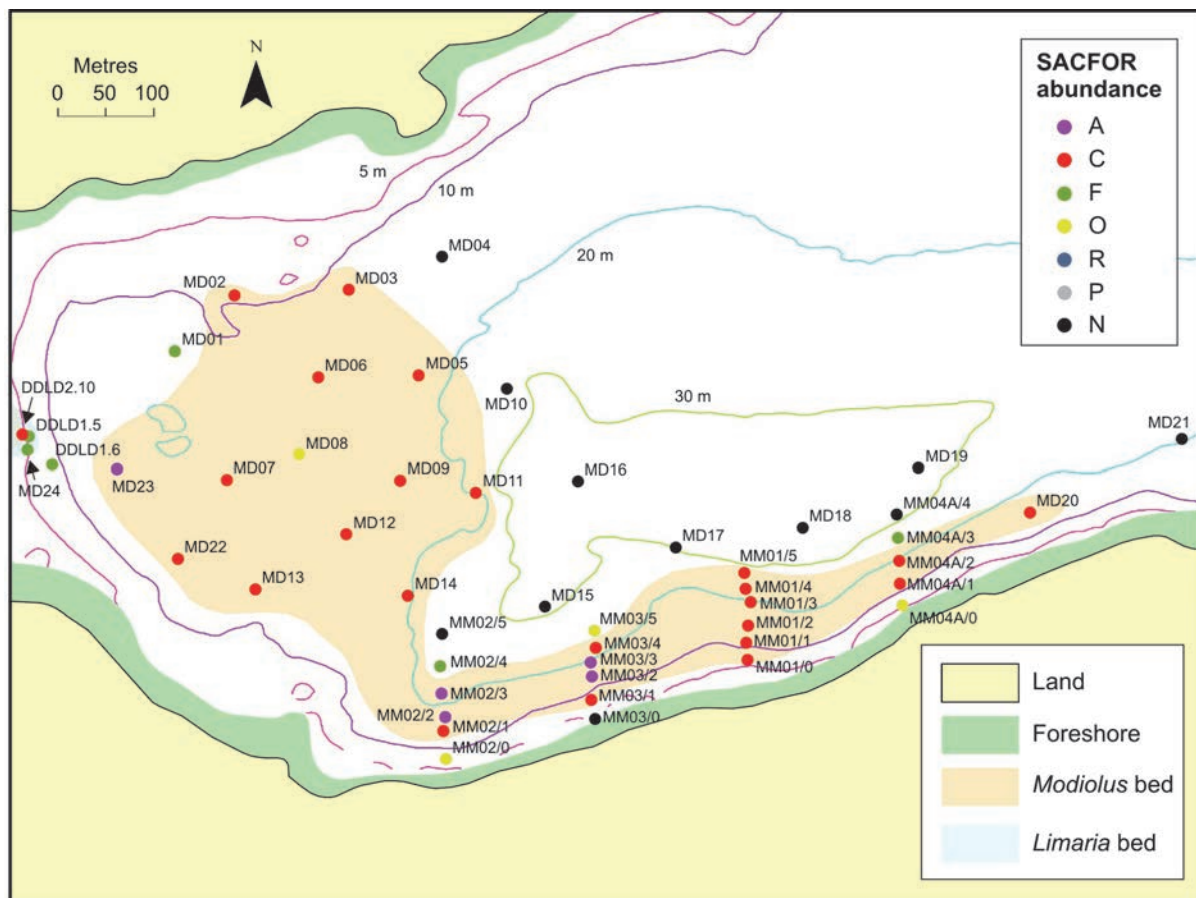 Metres
0 50 100
N
SACFOR
abundance
A
C
F
O
R
P
N
5 m
10 m
20 m
30 m
MD04
MD02
MD03
MD01
MD06
MD05
MD10
DDLD2.10
DDLD1.5
DDLD1.6
MD24
MD23
MD08
MD07
MD09
MD11
MD16
MD19
MD21
MD12
MD17
MD18
MM04A/4
MD20
MM04A/3
MD22
MD13
MD14
MD15
MM01/5
MM04A/2
MM01/4
MM04A/1
MM01/3
MM04A/0
MM02/5
MM03/5
MM01/2
MM03/4
MM01/1
MM02/4
MM03/3
MM01/0
MM03/2
MM02/3
MM03/1
MM02/2
MM03/0
MM02/1
MM02/0
Land
Foreshore
Modiolus bed
Limaria bed